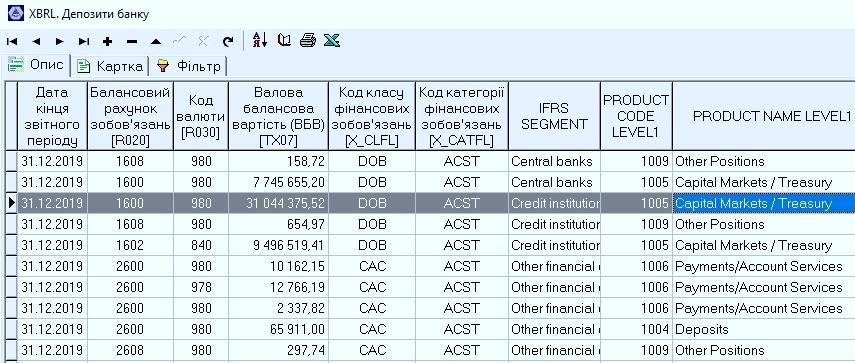 XBRL. Депозити банку
Опис Картка Фільтр
Дата кінця звітного періоду Балансовий рахунок зобов'язань [R020] Код валюти [R030] Валова балансова вартість (ВБВ) [TX07] Код класу фінансових зобов'язань [X_CLFL] Код категорії фінансових зобов'язань [X_CATFL] IFRS SEGMENT PRODUCT CODE LEVEL1 PRODUCT NAME LEVEL1
31.12.2019 1608 980 158,72 DOB ACST Central banks 1009 Other Positions
31.12.2019 1600 980 7 745 655,20 DOB ACST Central banks 1005 Capital Markets / Treasury
31.12.2019 1600 980 31 044 375,52 DOB ACST Credit institution 1005 Capital Markets / Treasury
31.12.2019 1608 980 654,97 DOB ACST Credit institution 1009 Other Positions
31.12.2019 1602 840 9 496 519,41 DOB ACST Credit institution 1005 Capital Markets / Treasury
31.12.2019 2600 980 10 162,15 CAC ACST Other financial 1006 Payments/Account Services
31.12.2019 2600 978 12 766,19 CAC ACST Other financial 1006 Payments/Account Services
31.12.2019 2600 980 2 337,82 CAC ACST Other financial 1006 Payments/Account Services
31.12.2019 2600 980 65 911,00 CAC ACST Other financial 1004 Deposits
31.12.2019 2608 980 297,74 CAC ACST Other financial 1009 Other Positions